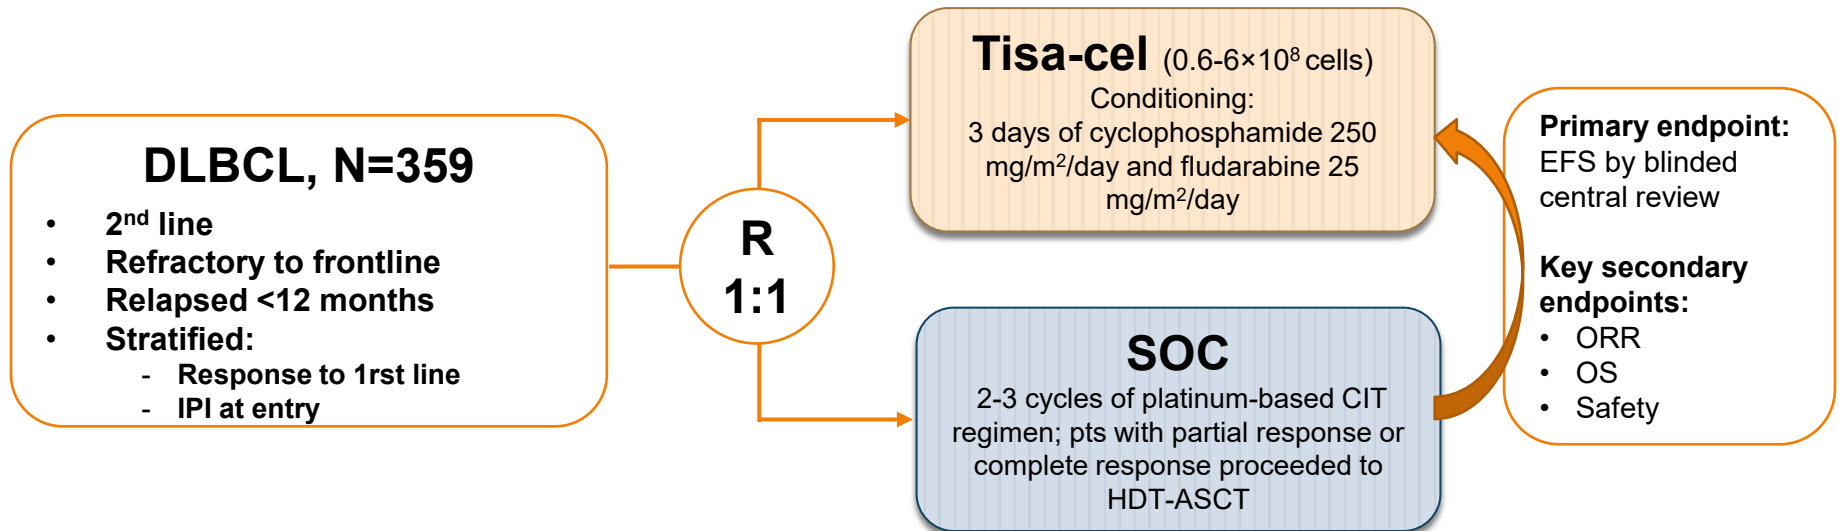 DLBCL, N=359
• 2nd line
• Refractory to frontline
• Relapsed <12 months
• Stratified:
- Response to 1rst line
- IPI at entry
R
1:1
Tisa-cel (0.6-6×10⁸ cells)
Conditioning:
3 days of cyclophosphamide 250
mg/m²/day and fludarabine 25
mg/m²/day
SOC
2-3 cycles of platinum-based CIT
regimen; pts with partial response or
complete response proceeded to
HDT-ASCT
Primary endpoint:
EFS by blinded
central review
Key secondary
endpoints:
• ORR
• OS
• Safety